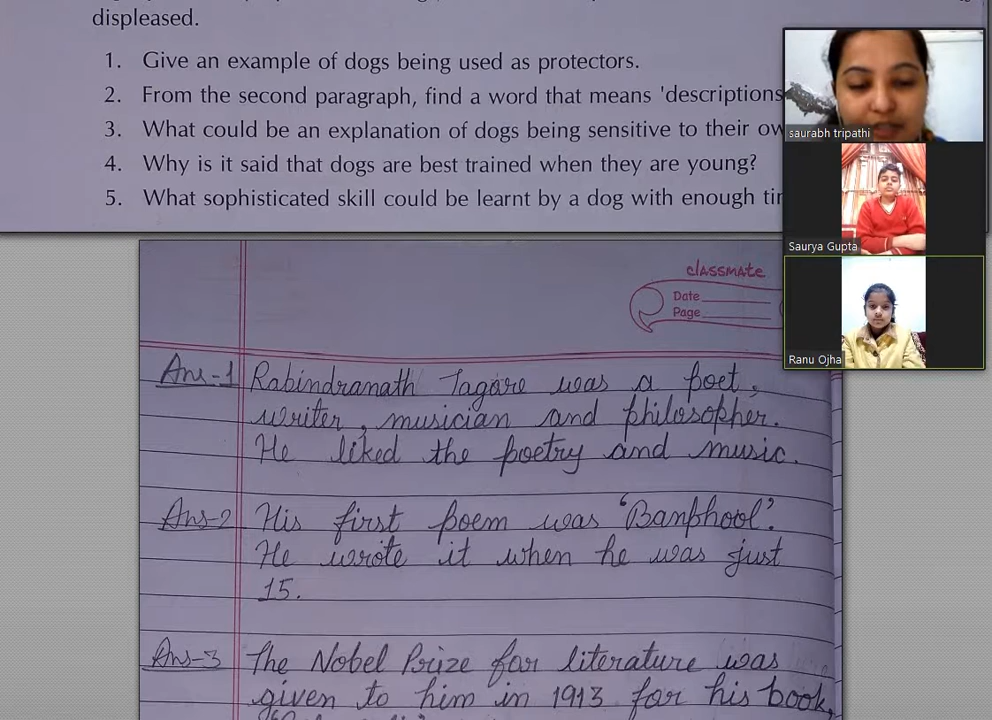 displeased.
1. Give an example of dogs being used as protectors.
2. From the second paragraph, find a word that means 'descriptions
3. What could be an explanation of dogs being sensitive to their ow
4. Why is it said that dogs are best trained when they are young?
5. What sophisticated skill could be learnt by a dog with enough tim
saurabh tripathi
Saurya Gupta
Ranu Ojha
classmate
Date
Page
Ans-1 Rabindranath Tagore was a poet,
writer, musician and philosopher.
He liked the poetry and music.
Ans-2 His first poem was 'Banphool'.
He wrote it when he was just
15.
Ans-3 The Nobel Prize for literature was
given to him in 1913 for his book,